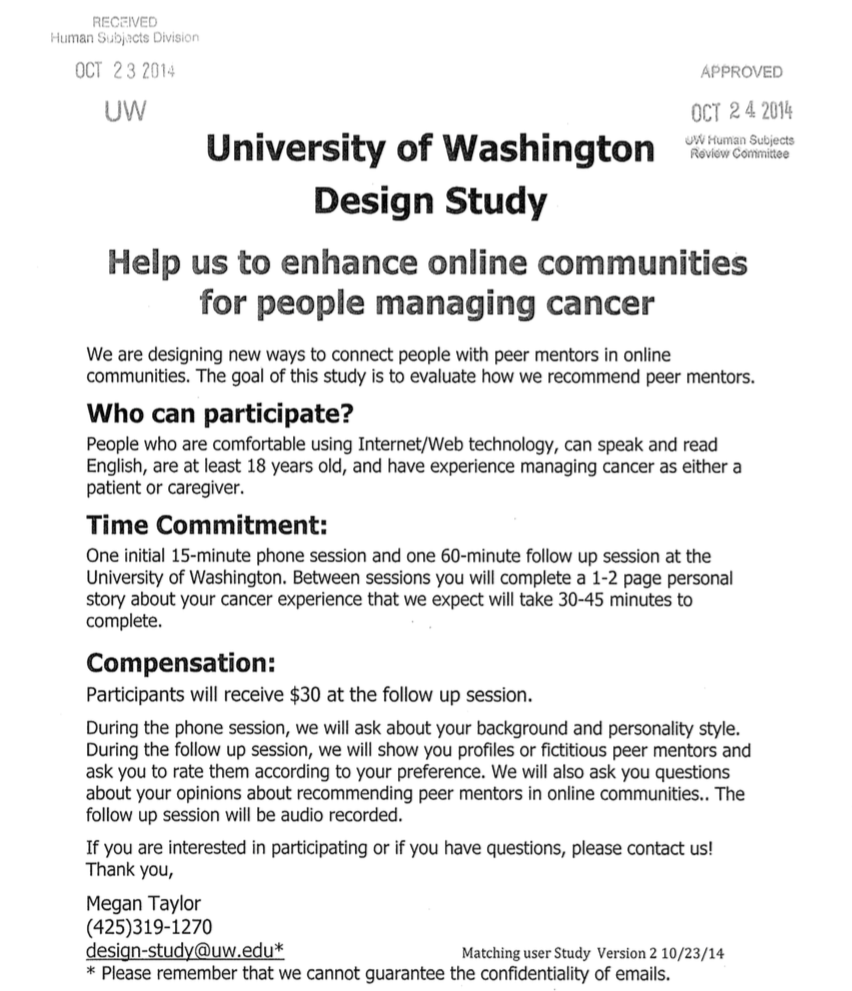 RECEIVED
Human Subjects Division
OCT 23 2014
UW
APPROVED
OCT 24 2014
UW Human Subjects
Review Committee
University of Washington
Design Study
Help us to enhance online communities
for people managing cancer
We are designing new ways to connect people with peer mentors in online
communities. The goal of this study is to evaluate how we recommend peer mentors.
Who can participate?
People who are comfortable using Internet/Web technology, can speak and read
English, are at least 18 years old, and have experience managing cancer as either a
patient or caregiver.
Time Commitment:
One initial 15-minute phone session and one 60-minute follow up session at the
University of Washington. Between sessions you will complete a 1-2 page personal
story about your cancer experience that we expect will take 30-45 minutes to
complete.
Compensation:
Participants will receive $30 at the follow up session.
During the phone session, we will ask about your background and personality style.
During the follow up session, we will show you profiles or fictitious peer mentors and
ask you to rate them according to your preference. We will also ask you questions
about your opinions about recommending peer mentors in online communities.. The
follow up session will be audio recorded.
If you are interested in participating or if you have questions, please contact us!
Thank you,
Megan Taylor
(425)319-1270
design-study@uw.edu*
Matching user Study Version 2 10/23/14
* Please remember that we cannot guarantee the confidentiality of emails.